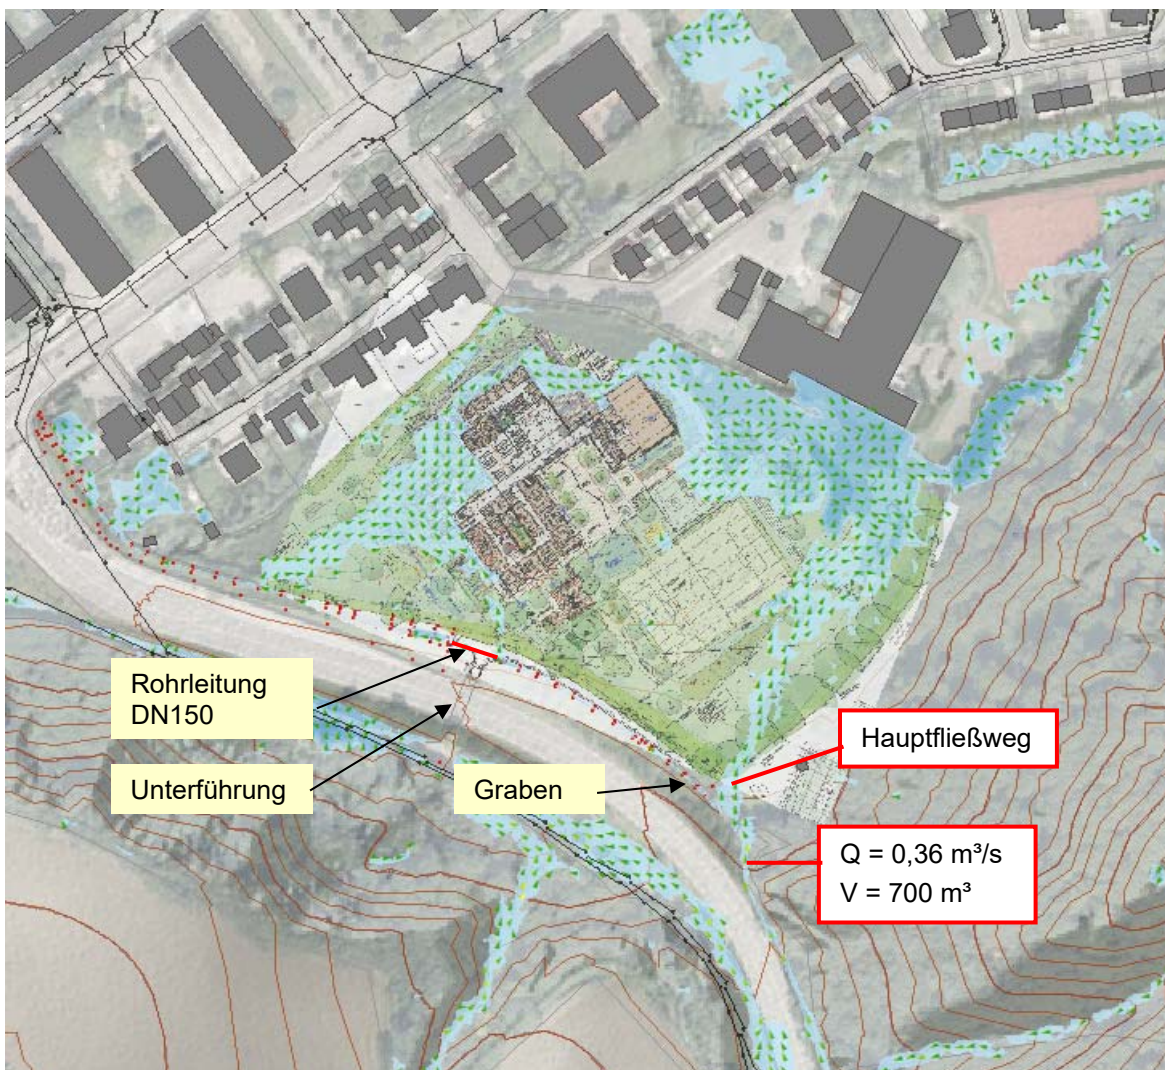 Rohrleitung
DN150
Hauptfließweg
Unterführung
Graben
Q = 0,36 m³/s
V = 700 m³